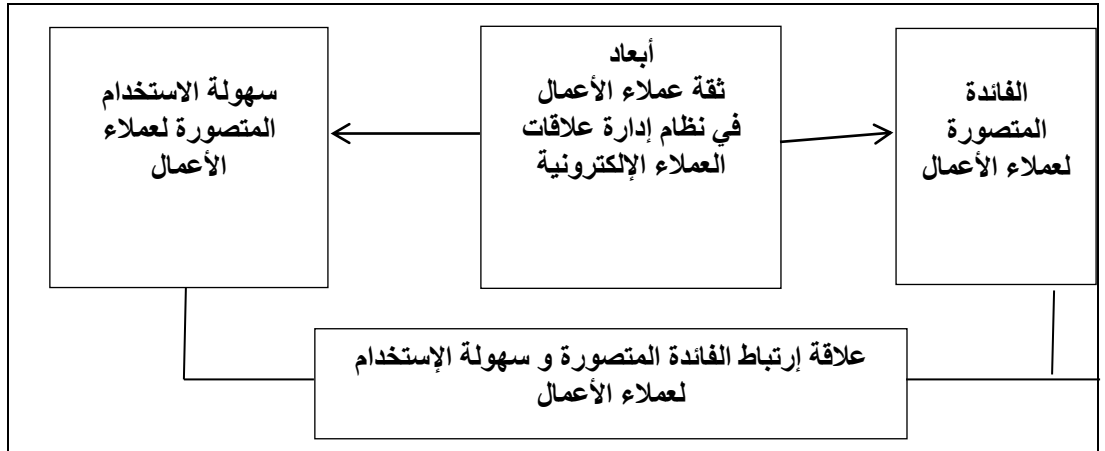 الفائدة
المتصورة
لعملاء الأعمال
أبعاد
ثقة عملاء الأعمال
في نظام إدارة علاقات
العملاء الإلكترونية
سهولة الاستخدام
المتصورة لعملاء
الأعمال
علاقة إرتباط الفائدة المتصورة و سهولة الإستخدام
لعملاء الأعمال